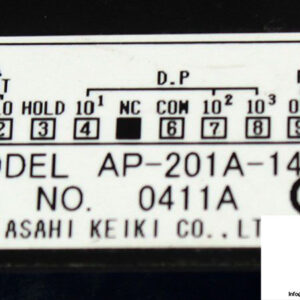 D.P
HOLD 10¹ NC COM 10² 10³
3 4 6 7 8
MODEL AP-201A-14
NO. 0411A
ASAHI KEIKI CO.,LT